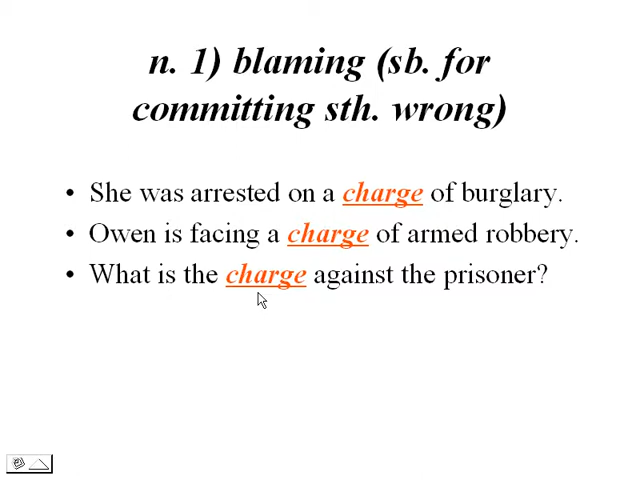 n. 1) blaming (sb. for
committing sth. wrong)
• She was arrested on a charge of burglary.
• Owen is facing a charge of armed robbery.
• What is the charge against the prisoner?